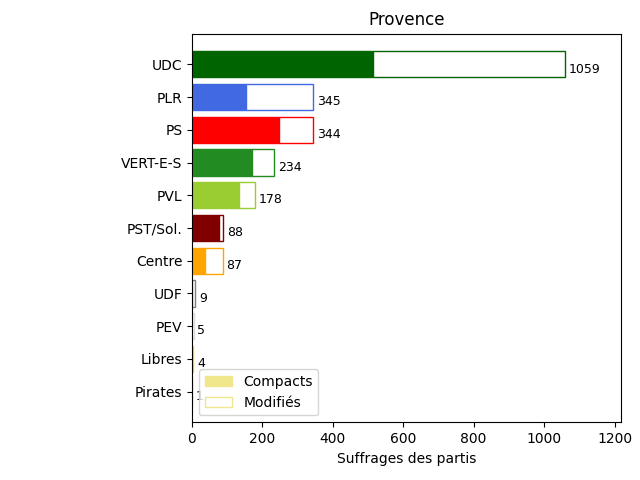 Provence
UDC 1059
PLR 345
PS 344
VERT-E-S 234
PVL 178
PST/Sol. 88
Centre 87
UDF 9
PEV 5
Libres 4
Pirates
Compacts
Modifiés
0 200 400 600 800 1000 1200
Suffrages des partis